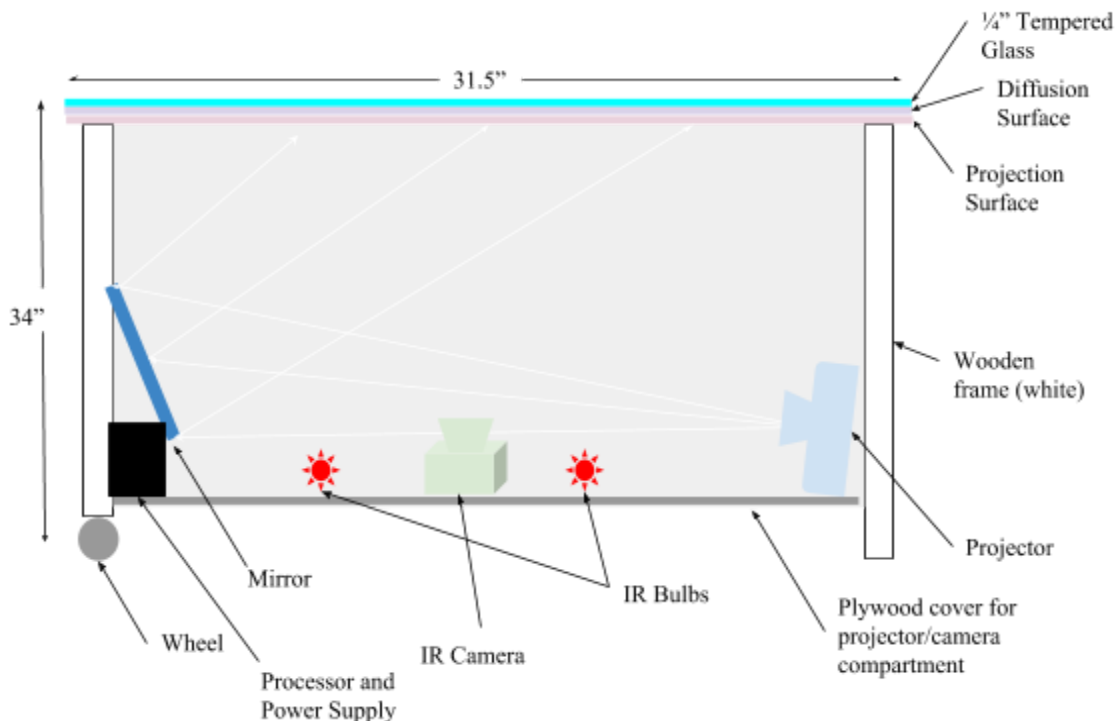 ¼” Tempered
Glass
31.5”
Diffusion
Surface
Projection
Surface
34”
Wooden
frame (white)
Projector
Mirror
IR Bulbs
Plywood cover for
projector/camera
compartment
Wheel
IR Camera
Processor and
Power Supply